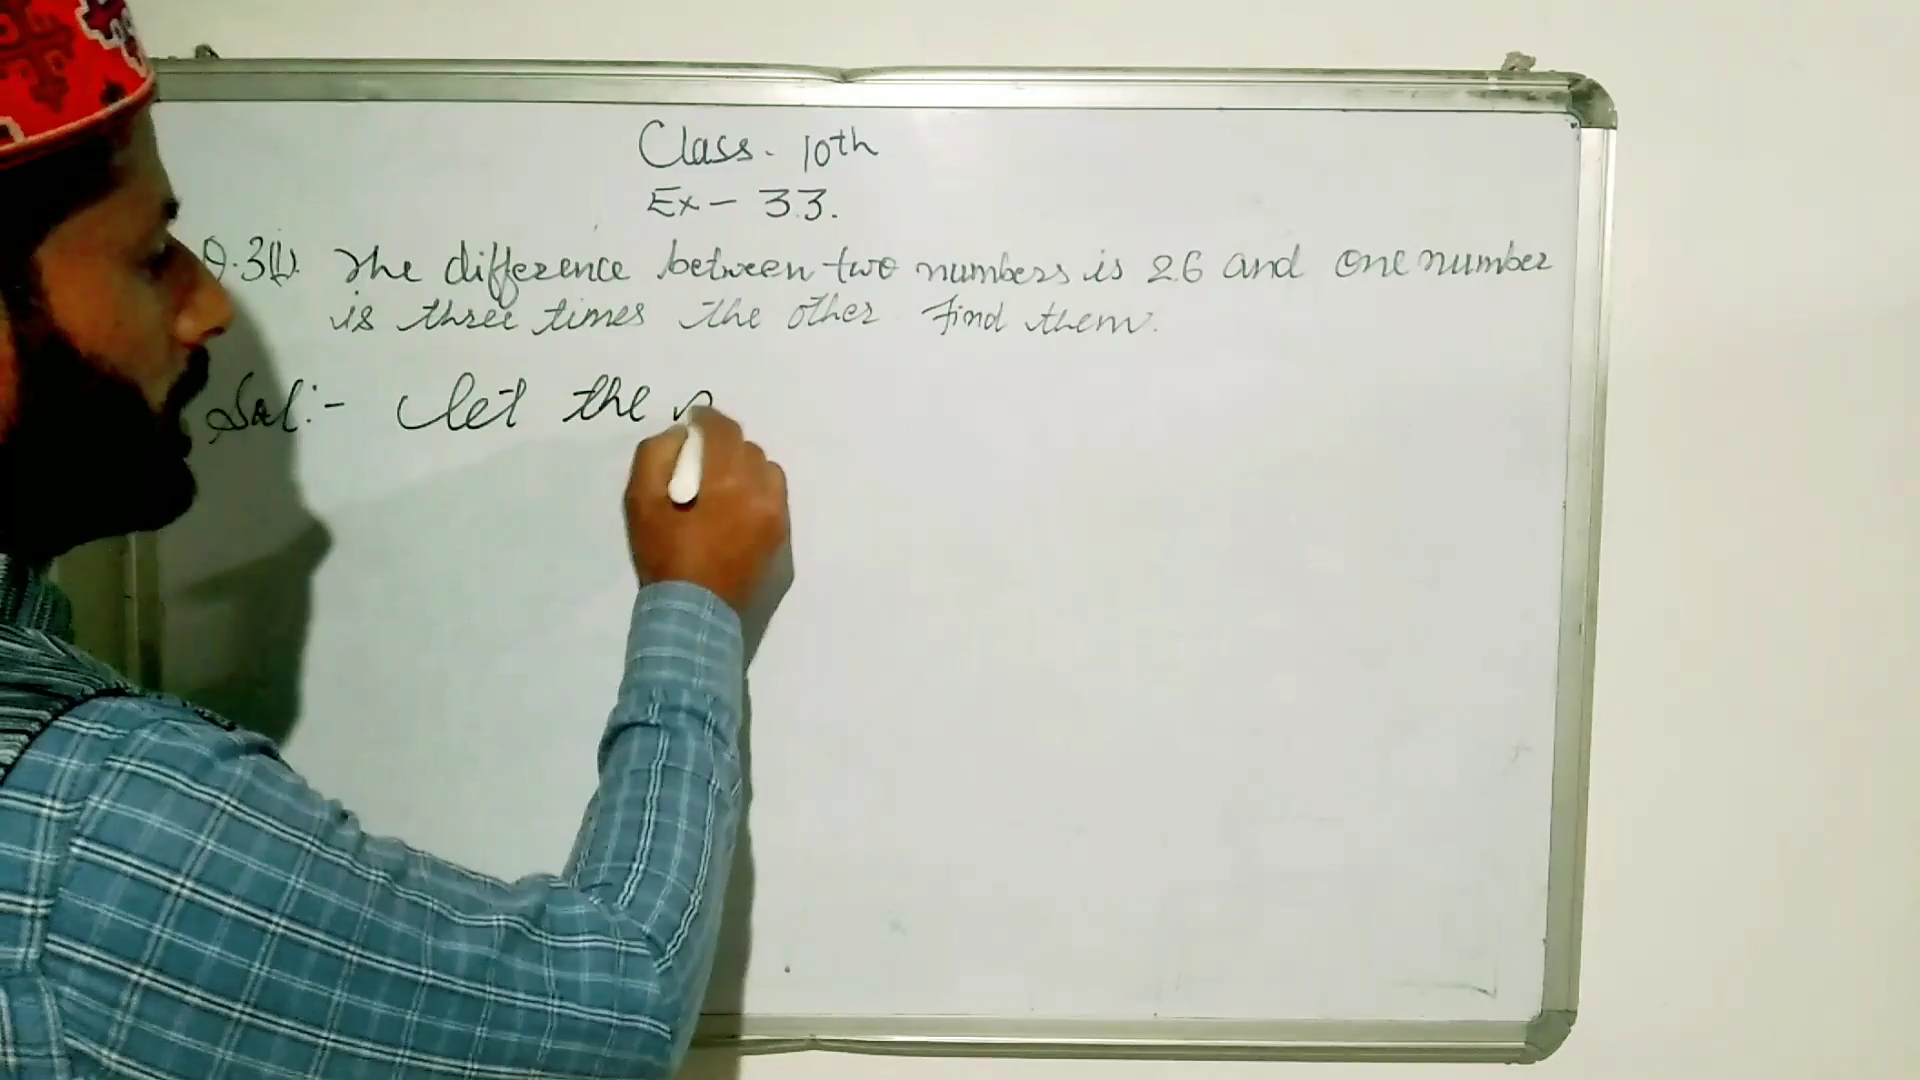 Class. 10th
Ex - 3.3.
Q.3(i). The difference between two numbers is 26 and one number
is three times the other. find them.
Sol:- let the n